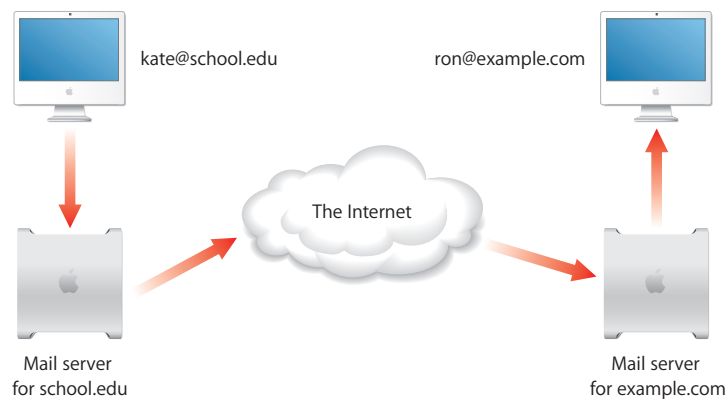 kate@school.edu
ron@example.com
The Internet
Mail server
for school.edu
Mail server
for example.com